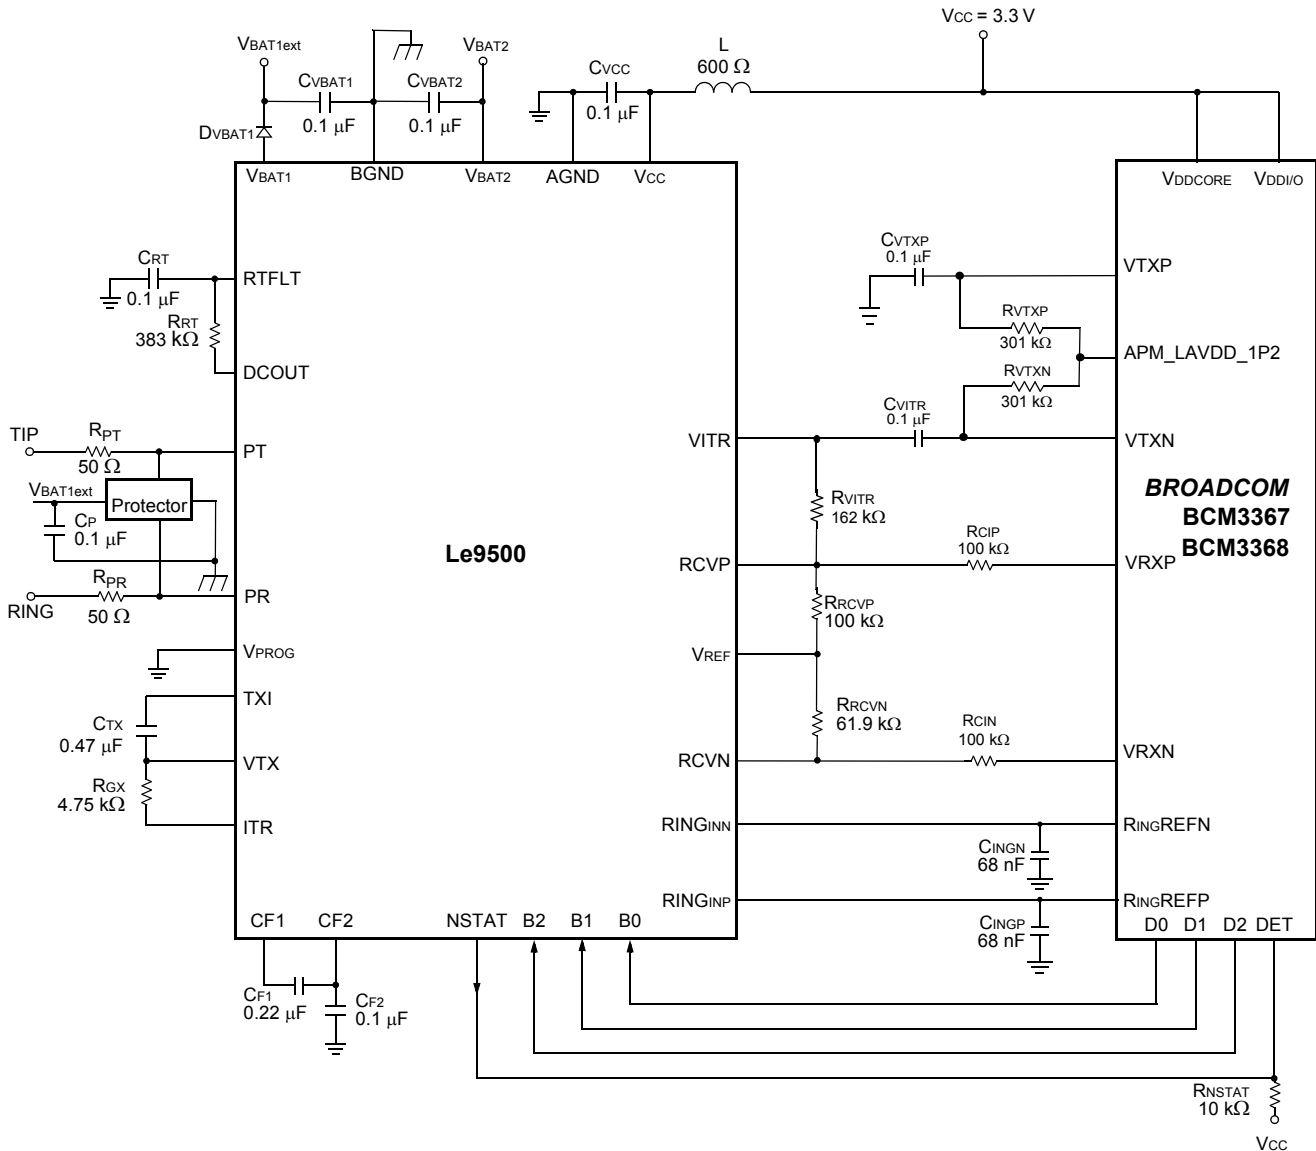 VCC = 3.3 V
VBAT1ext
VBAT2
CVBAT1
0.1 μF
CVBAT2
0.1 μF
CVCC
0.1 μF
L
600 Ω
DVBAT1
VBAT1
BGND
VBAT2
AGND
VCC
VDDCORE
VDDI/O
CRT
0.1 μF
RTFLT
RRT
383 kΩ
DCOUT
CVTXP
0.1 μF
VTXP
RVTXP
301 kΩ
APM_LAVDD_1P2
RVTXN
301 kΩ
CVITR
0.1 μF
VITR
VTXN
TIP
RPT
50 Ω
PT
VBAT1ext
Protector
CP
0.1 μF
RPR
50 Ω
RING
PR
Le9500
BROADCOM
BCM3367
BCM3368
RVITR
162 kΩ
RCIP
100 kΩ
RCVP
VRXP
RRCVP
100 kΩ
VREF
VPROG
TXI
CTX
0.47 μF
VTX
RGX
4.75 kΩ
ITR
RRCVN
61.9 kΩ
RCIN
100 kΩ
RCVN
VRXN
RINGINN
RINGREFN
CINGN
68 nF
RINGINP
RINGREFP
CINGP
68 nF
CF1
CF2
NSTAT
B2
B1
B0
D0
D1
D2
DET
CF1
0.22 μF
CF2
0.1 μF
RNSTAT
10 kΩ
VCC